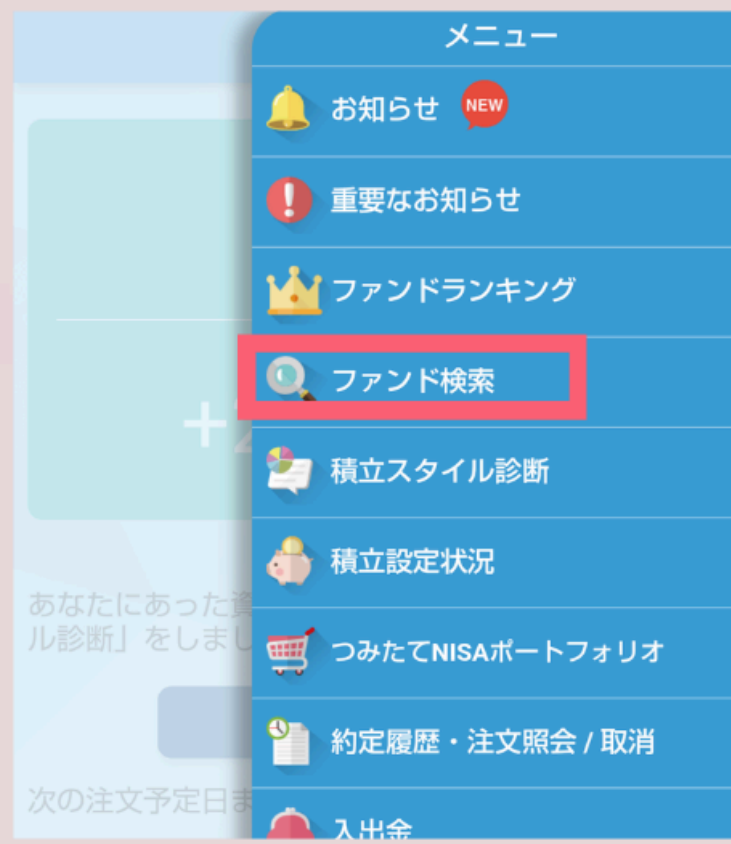 メニュー
お知らせ NEW
重要なお知らせ
ファンドランキング
ファンド検索
積立スタイル診断
積立設定状況
つみたてNISAポートフォリオ
約定履歴・注文照会 / 取消
入出金
+2
あなたにあった資
ル診断」をしまし
次の注文予定日ま